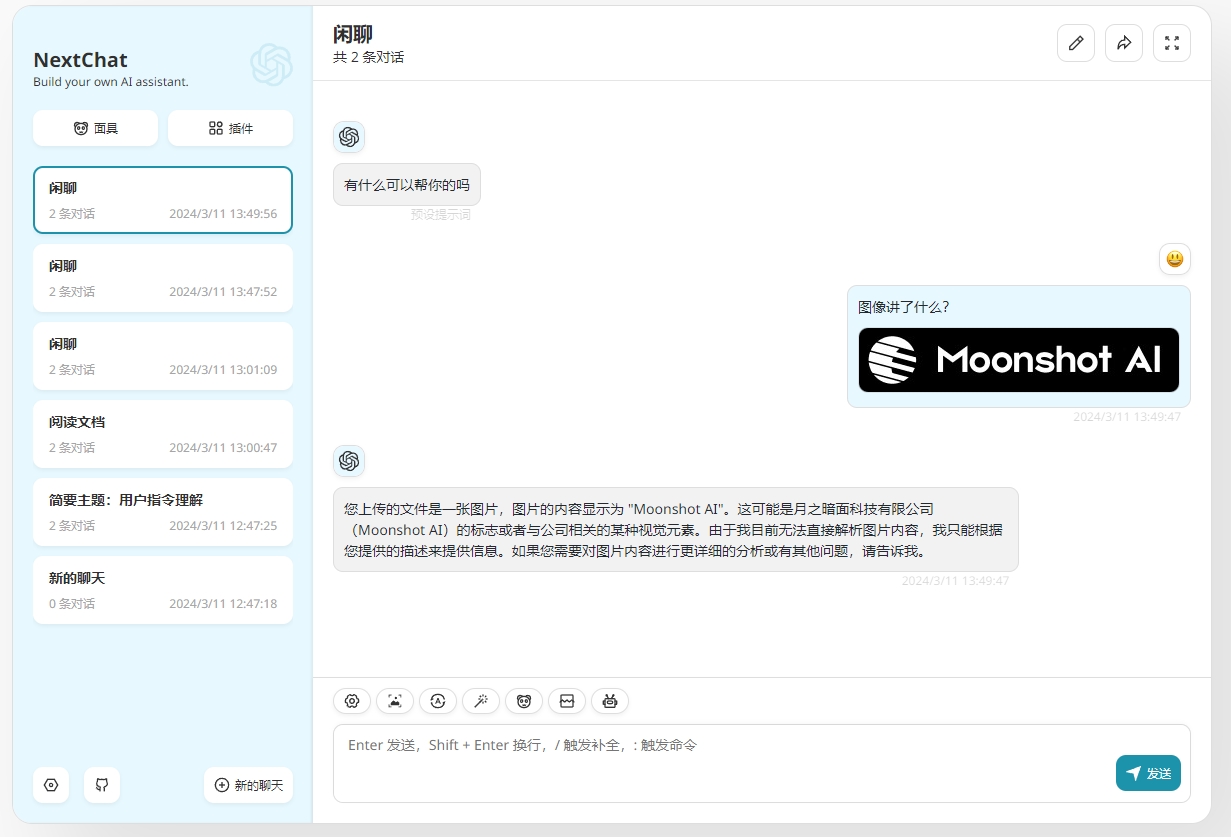 NextChat
Build your own AI assistant.
面具
插件
闲聊
2 条对话 2024/3/11 13:49:56
闲聊
2 条对话 2024/3/11 13:47:52
闲聊
2 条对话 2024/3/11 13:01:09
阅读文档
2 条对话 2024/3/11 13:00:47
简要主题：用户指令理解
2 条对话 2024/3/11 12:47:25
新的聊天
0 条对话 2024/3/11 12:47:18
新的聊天
闲聊
共 2 条对话
有什么可以帮你的吗
预设提示词
图像讲了什么？
Moonshot AI
2024/3/11 13:49:47
您上传的文件是一张图片，图片的内容显示为 "Moonshot AI"。这可能是月之暗面科技有限公司
（Moonshot AI）的标志或者与公司相关的某种视觉元素。由于我目前无法直接解析图片内容，我只能根据
您提供的描述来提供信息。如果您需要对图片内容进行更详细的分析或有其他问题，请告诉我。
2024/3/11 13:49:47
Enter 发送，Shift + Enter 换行，/ 触发补全，: 触发命令
发送